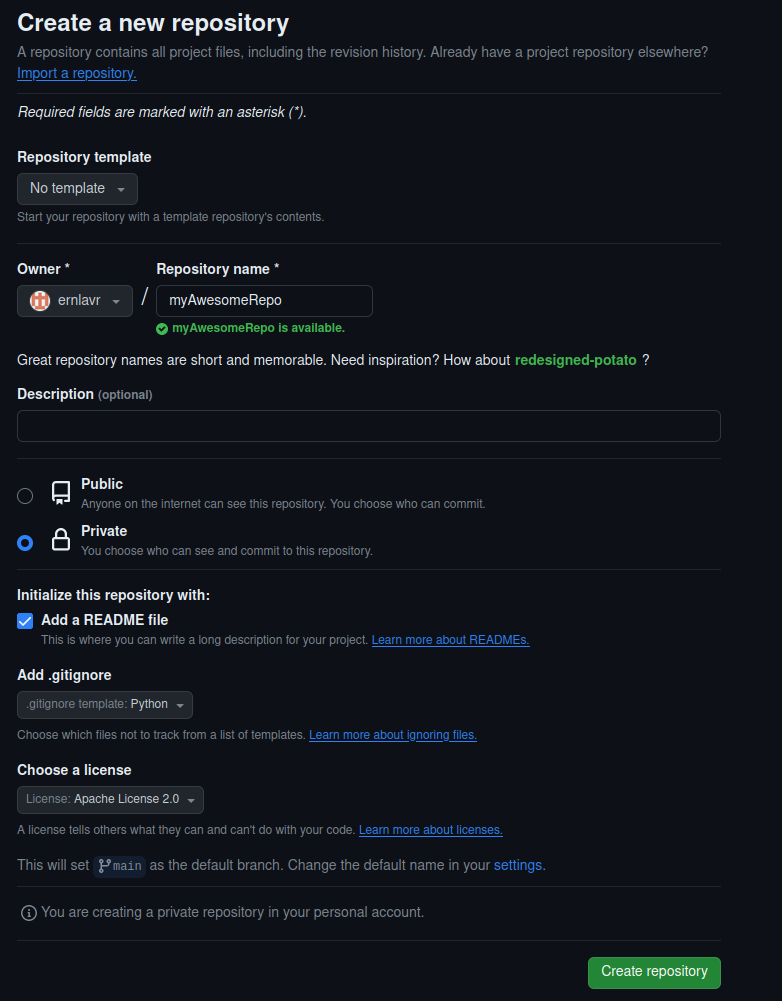 Create a new repository
A repository contains all project files, including the revision history. Already have a project repository elsewhere?
Import a repository.
Required fields are marked with an asterisk (*).
Repository template
No template
Start your repository with a template repository's contents.
Owner * Repository name *
ernlavr / myAwesomeRepo
myAwesomeRepo is available.
Great repository names are short and memorable. Need inspiration? How about redesigned-potato ?
Description (optional)
Public
Anyone on the internet can see this repository. You choose who can commit.
Private
You choose who can see and commit to this repository.
Initialize this repository with:
Add a README file
This is where you can write a long description for your project. Learn more about READMEs.
Add .gitignore
.gitignore template: Python
Choose which files not to track from a list of templates. Learn more about ignoring files.
Choose a license
License: Apache License 2.0
A license tells others what they can and can't do with your code. Learn more about licenses.
This will set main as the default branch. Change the default name in your settings.
You are creating a private repository in your personal account.
Create repository